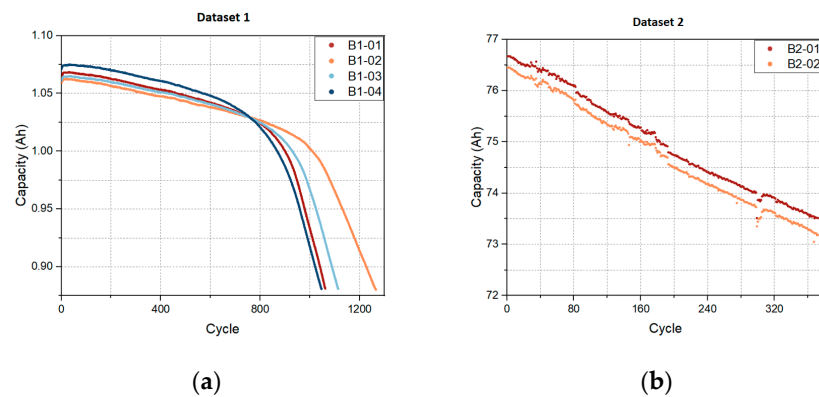 Dataset 1
1.10
1.05
1.00
0.95
0.90
Capacity (Ah)
0
400
800
1200
Cycle
B1-01
B1-02
B1-03
B1-04
(a)
Dataset 2
77
76
75
74
73
72
Capacity (Ah)
0
80
160
240
320
Cycle
B2-01
B2-02
(b)